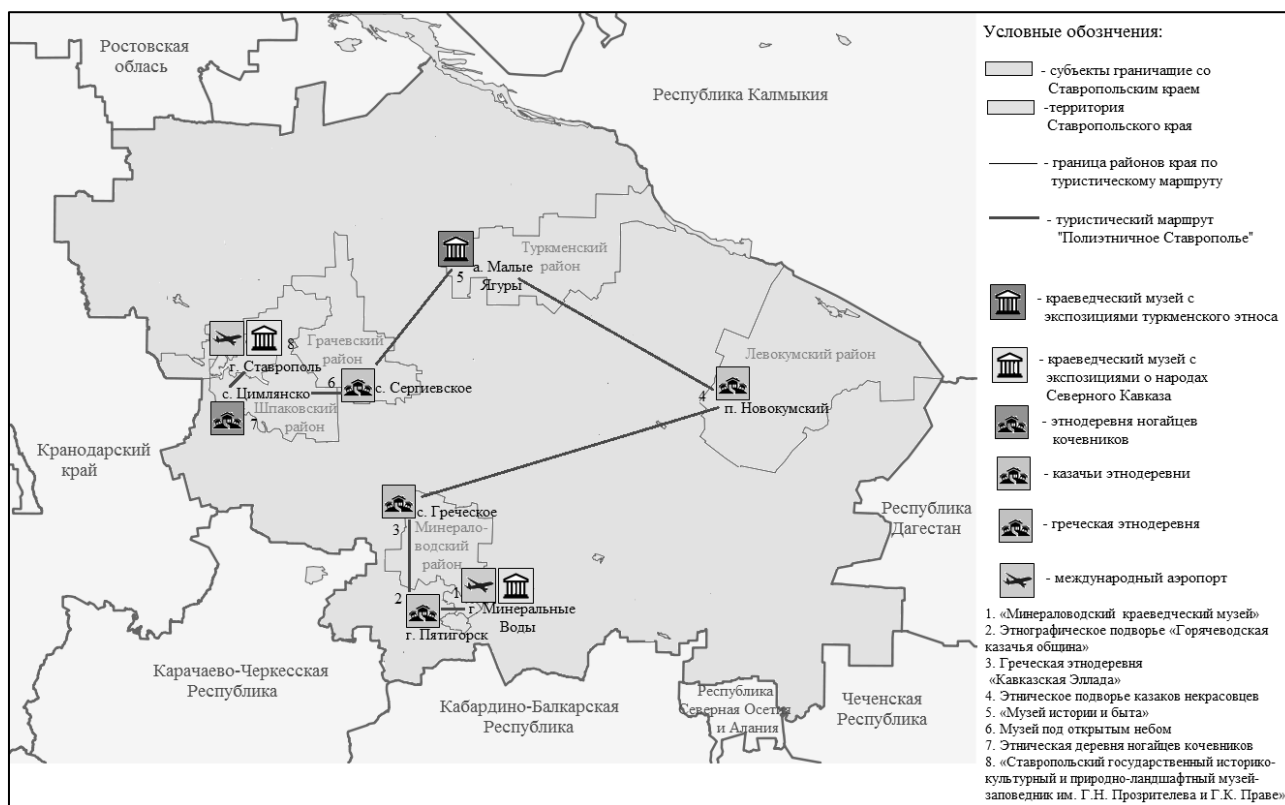 Ростовская
обласъ
Республика Калмыкия
Туркменский
район
5
а. Малые
Ягуры
Грачевский
район
8
г. Ставрополь
6
с. Сергиевское
с. Цимлянско
Шпаковский
район
7
Левокумский район
4
п. Новокумский
Кранодарский
край
с. Греческое
3
Минерало-
водский
район
Республика
Дагестан
1
2
г. Минеральные
Воды
г. Пятигорск
Карачаево-Черкесская
Республика
Кабардино-Балкарская
Республика
Республика
Северная Осетия
и Алания
Чеченская
Республика
Условные обознчения:
- субъекты граничащие со
Ставропольским краем
-территория
Ставропольского края
- граница районов края по
туристическому маршруту
- туристический маршрут
"Полиэтничное Ставрополье"
- краеведческий музей с
экспозициями туркменского этноса
- краеведческий музей с
экспозициями о народах
Северного Кавказа
- этнодеревня ногайцев
кочевников
- казачьи этнодеревни
- греческая этнодеревня
- международный аэропорт
1. «Минераловодский краеведческий музей»
2. Этнографическое подворье «Горячеводская
казачья община»
3. Греческая этнодеревня
«Кавказская Эллада»
4. Этническое подворье казаков некрасовцев
5. «Музей истории и быта»
6. Музей под открытым небом
7. Этническая деревня ногайцев кочевников
8. «Ставропольский государственный историко-
культурный и природно-ландшафтный музей-
заповедник им. Г.Н. Прозрителева и Г.К. Праве»